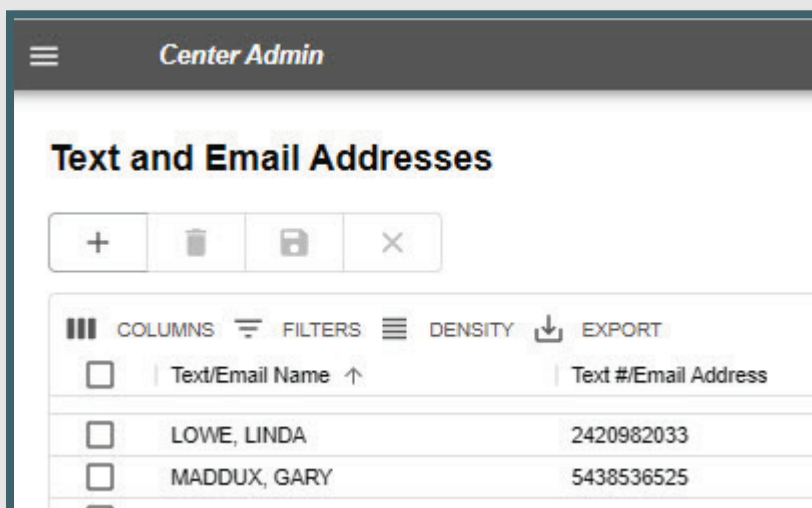 Center Admin
Text and Email Addresses
COLUMNS FILTERS DENSITY EXPORT
Text/Email Name Text #/Email Address
LOWE, LINDA 2420982033
MADDUX, GARY 5438536525